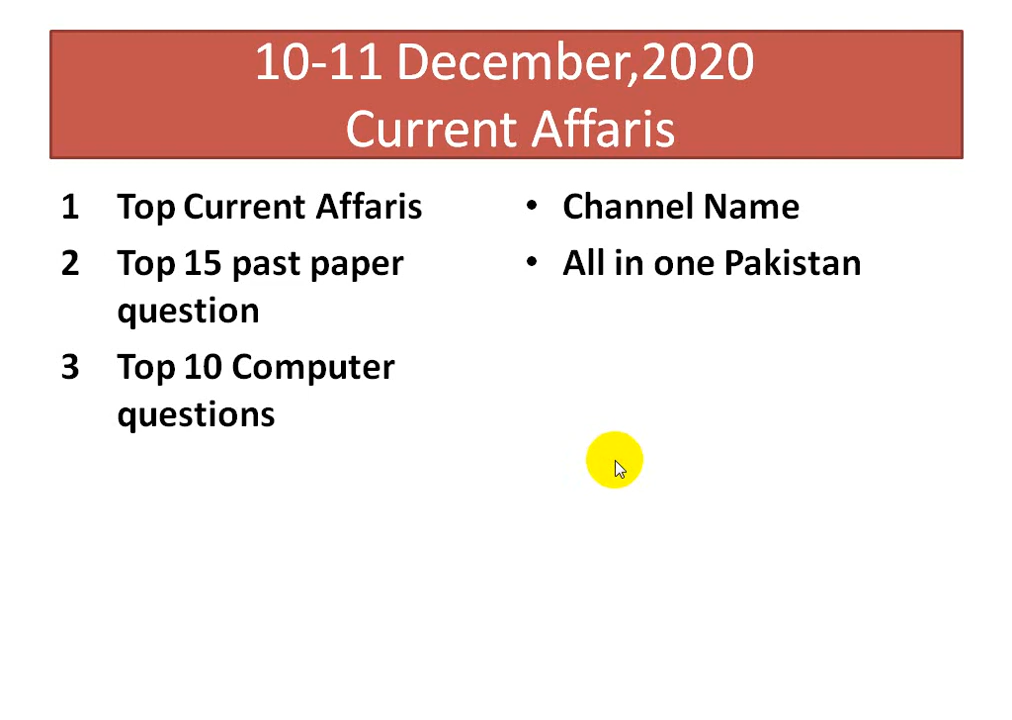 10-11 December,2020
Current Affaris
1 Top Current Affaris
2 Top 15 past paper
question
3 Top 10 Computer
questions
• Channel Name
• All in one Pakistan